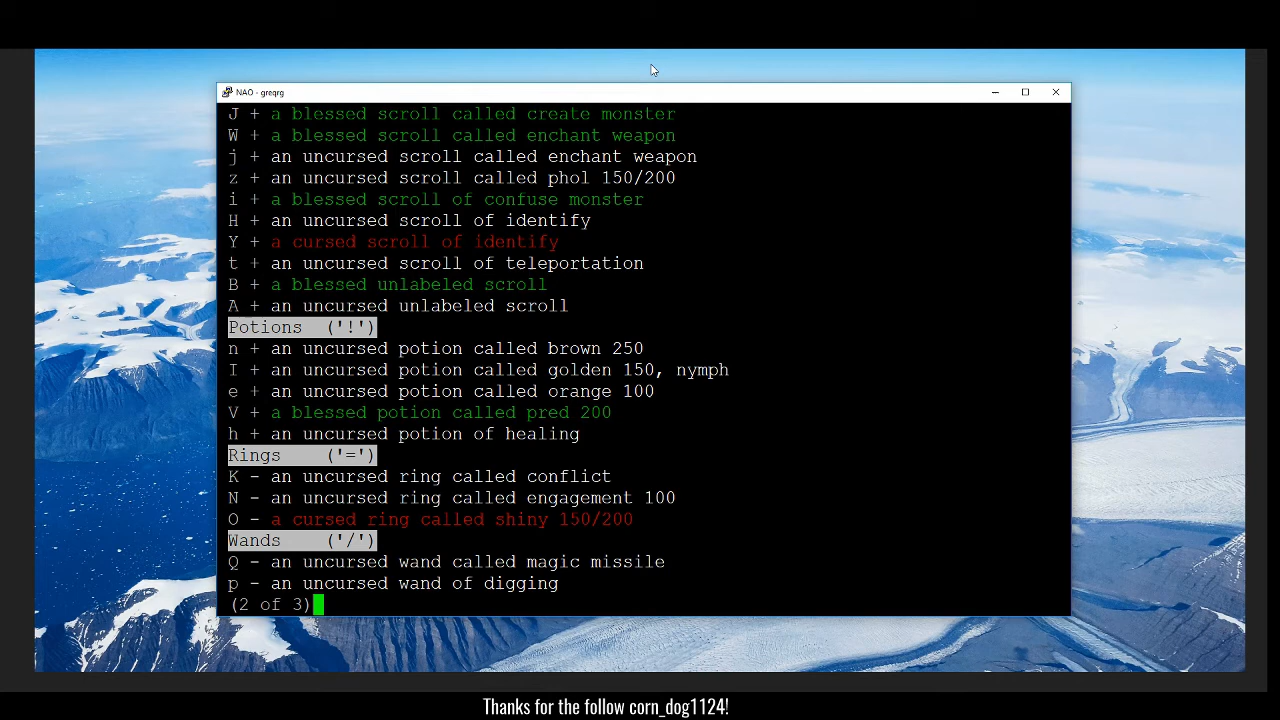 NAO - greqrg
J + a blessed scroll called create monster
W + a blessed scroll called enchant weapon
j + an uncursed scroll called enchant weapon
z + an uncursed scroll called phol 150/200
i + a blessed scroll of confuse monster
H + an uncursed scroll of identify
Y + a cursed scroll of identify
t + an uncursed scroll of teleportation
B + a blessed unlabeled scroll
A + an uncursed unlabeled scroll
Potions ('!')
n + an uncursed potion called brown 250
I + an uncursed potion called golden 150, nymph
e + an uncursed potion called orange 100
V + a blessed potion called pred 200
h + an uncursed potion of healing
Rings ('=')
K - an uncursed ring called conflict
N - an uncursed ring called engagement 100
O - a cursed ring called shiny 150/200
Wands ('/')
Q - an uncursed wand called magic missile
p - an uncursed wand of digging
(2 of 3)
Thanks for the follow corn_dog1124!